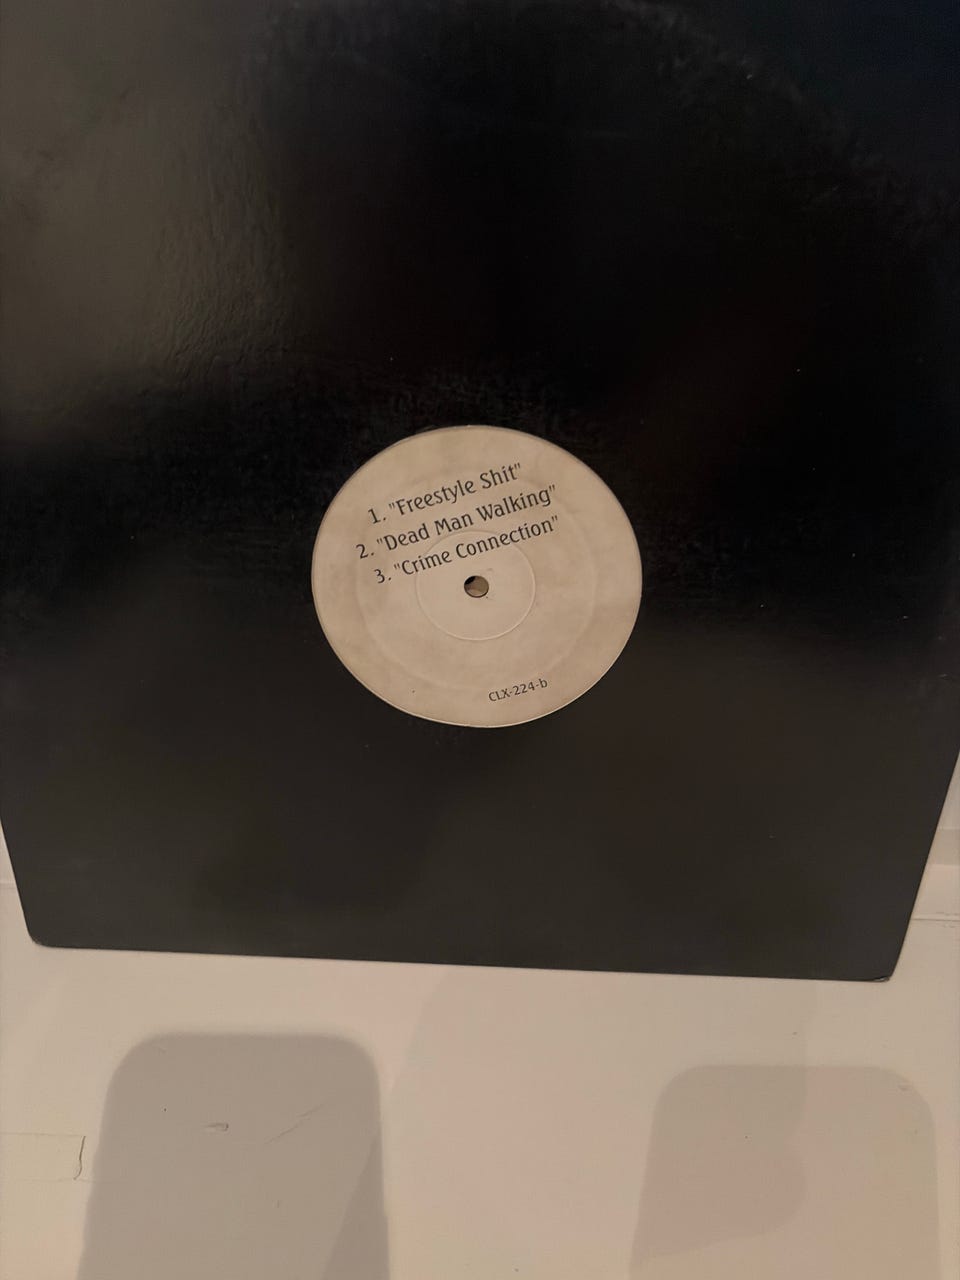 1. "Freestyle Shit"
2. "Dead Man Walking"
3. "Crime Connection"
CLX-224-b